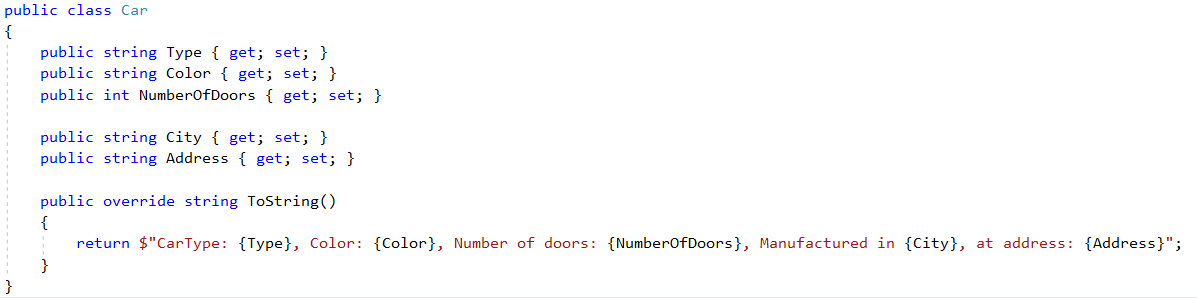 public class Car
{
    public string Type { get; set; }
    public string Color { get; set; }
    public int NumberOfDoors { get; set; }

    public string City { get; set; }
    public string Address { get; set; }

    public override string ToString()
    {
        return $"CarType: {Type}, Color: {Color}, Number of doors: {NumberOfDoors}, Manufactured in {City}, at address: {Address}";
    }
}